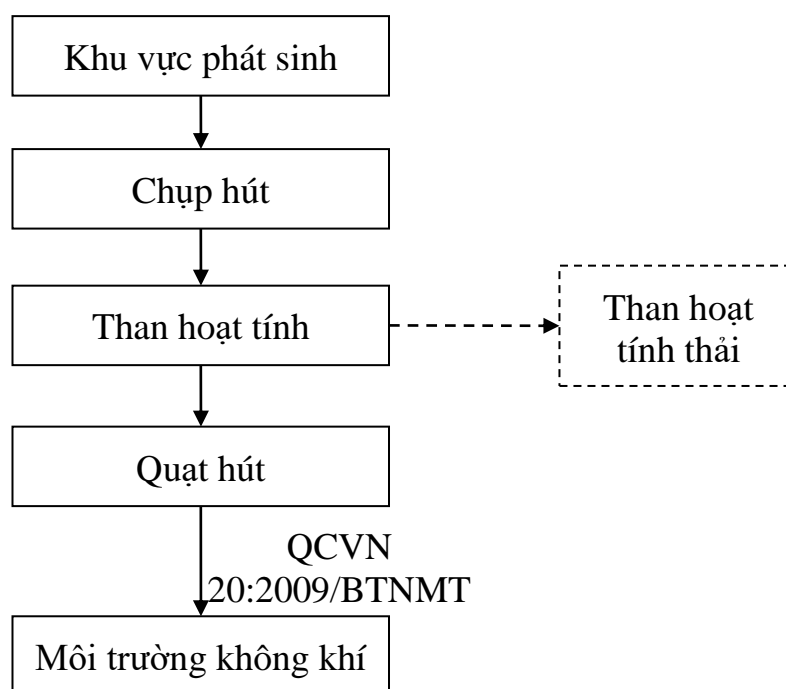 Khu vực phát sinh
Chụp hút
Than hoạt tính
Than hoạt
tính thải
Quạt hút
QCVN
20:2009/BTNMT
Môi trường không khí